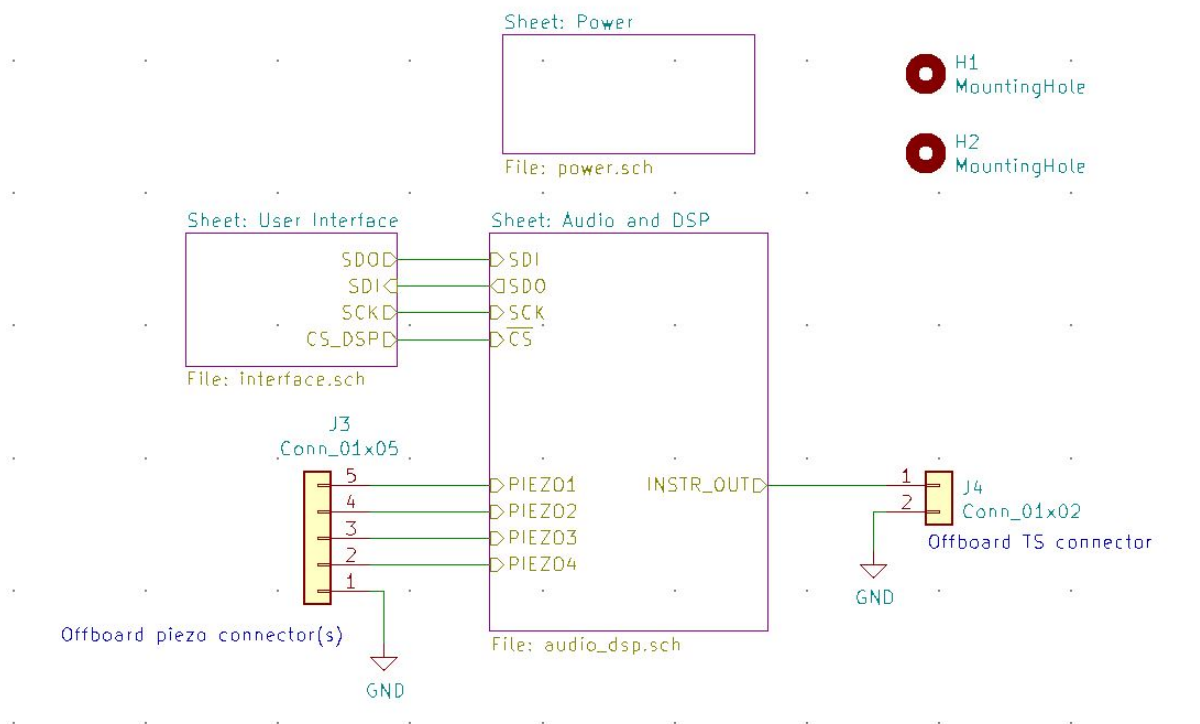 Sheet: Power
File: power.sch
H1
MountingHole
H2
MountingHole
Sheet: User Interface
SDO
SDI
SCK
CS_DSP
File: interface.sch
Sheet: Audio and DSP
SDI
SDO
SCK
CS
PIEZO1
PIEZO2
PIEZO3
PIEZO4
INSTR_OUT
File: audio_dsp.sch
J3
Conn_01x05
5
4
3
2
1
Offboard piezo connector(s)
GND
1
2
J4
Conn_01x02
Offboard TS connector
GND